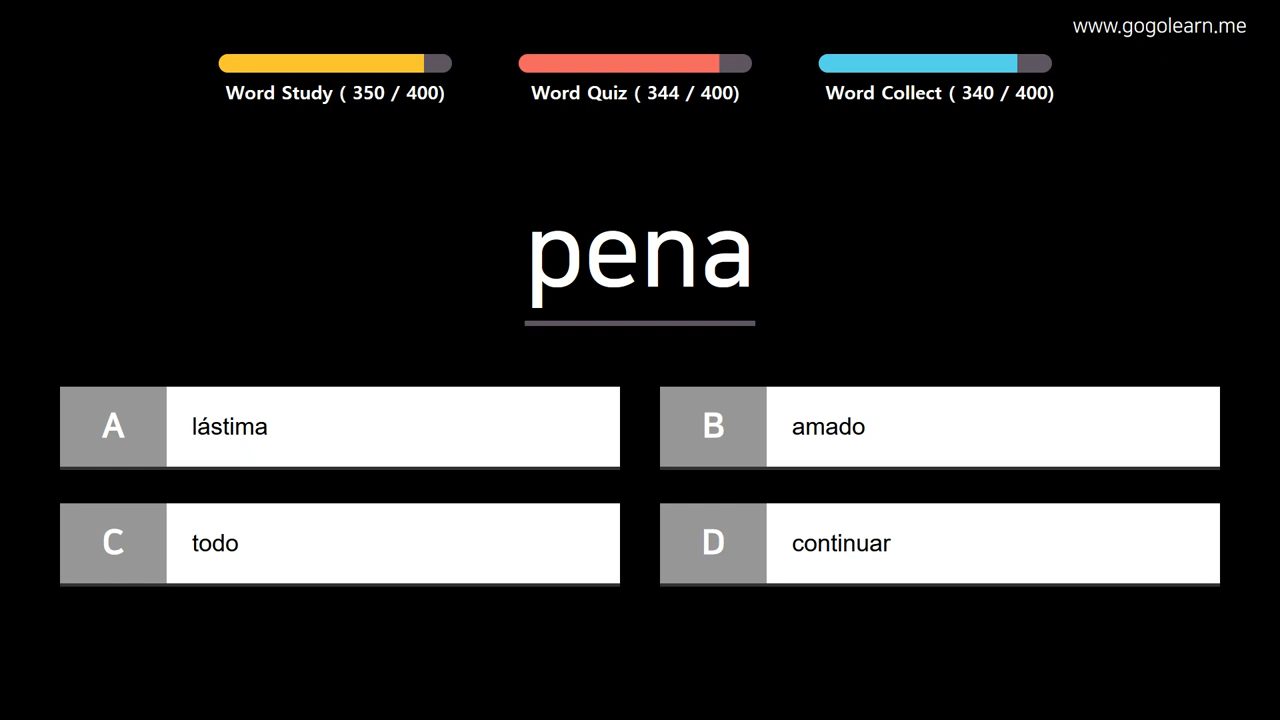 www.gogolearn.me
Word Study ( 350 / 400)
Word Quiz ( 344 / 400)
Word Collect ( 340 / 400)
pena
A lástima
B amado
C todo
D continuar